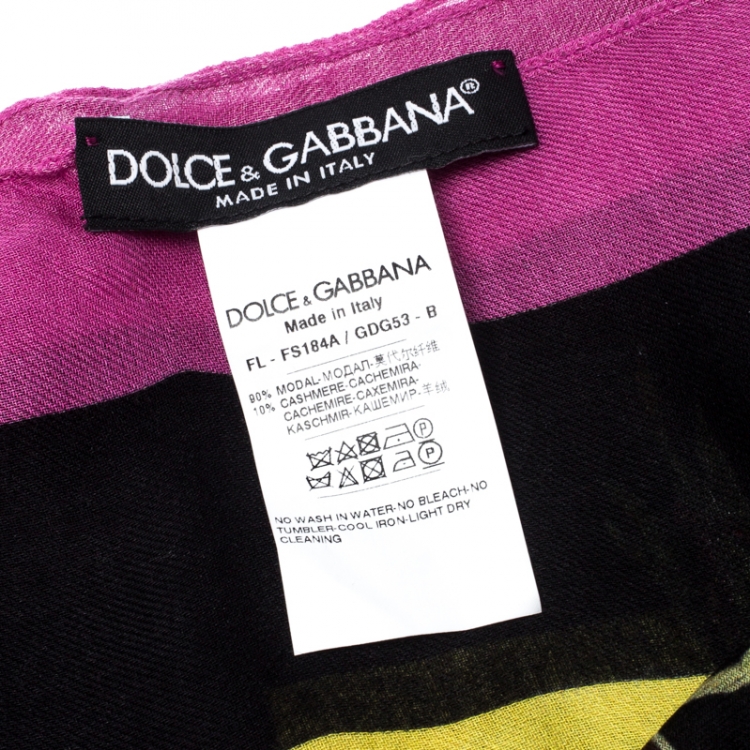 DOLCE & GABBANA®
MADE IN ITALY
DOLCE & GABBANA
Made in Italy
FL - FS184A / GDG53 - B
90% MODAL-МОДАЛ-莫代尔纤维
10% CASHMERE-CACHEMIRA-
CACHEMIRE-CAXEMIRA-
KASCHMIR-КАШЕМИР-羊绒
P
P
NO WASH IN WATER-NO BLEACH-NO
TUMBLER-COOL IRON-LIGHT DRY
CLEANING